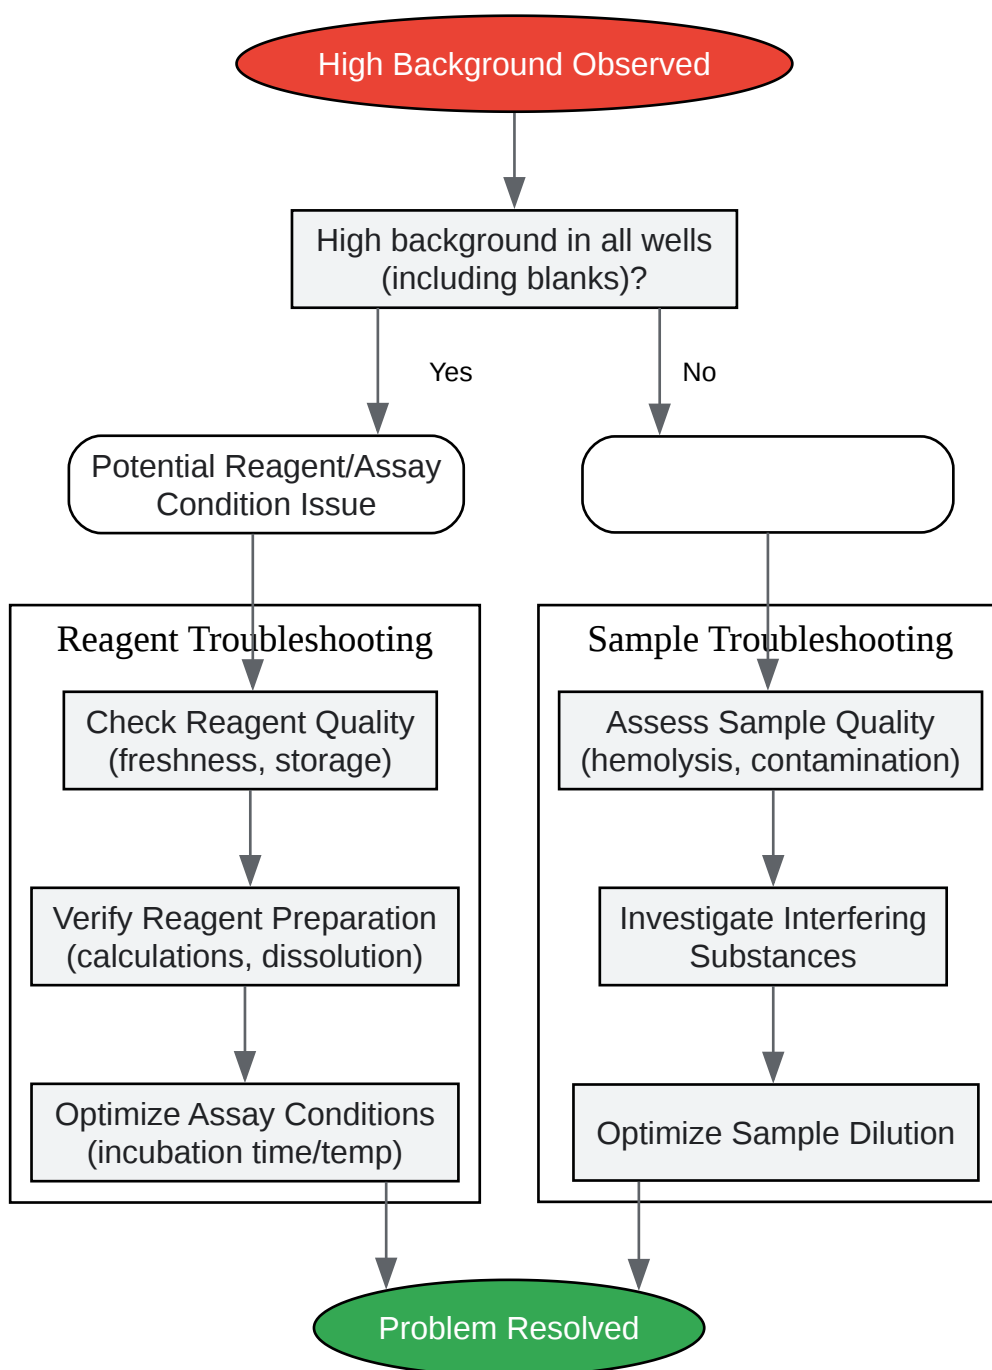 High Background Observed
High background in all wells
(including blanks)?
Yes
No
Potential Reagent/Assay
Condition Issue
Reagent Troubleshooting
Check Reagent Quality
(freshness, storage)
Verify Reagent Preparation
(calculations, dissolution)
Optimize Assay Conditions
(incubation time/temp)
Sample Troubleshooting
Assess Sample Quality
(hemolysis, contamination)
Investigate Interfering
Substances
Optimize Sample Dilution
Problem Resolved